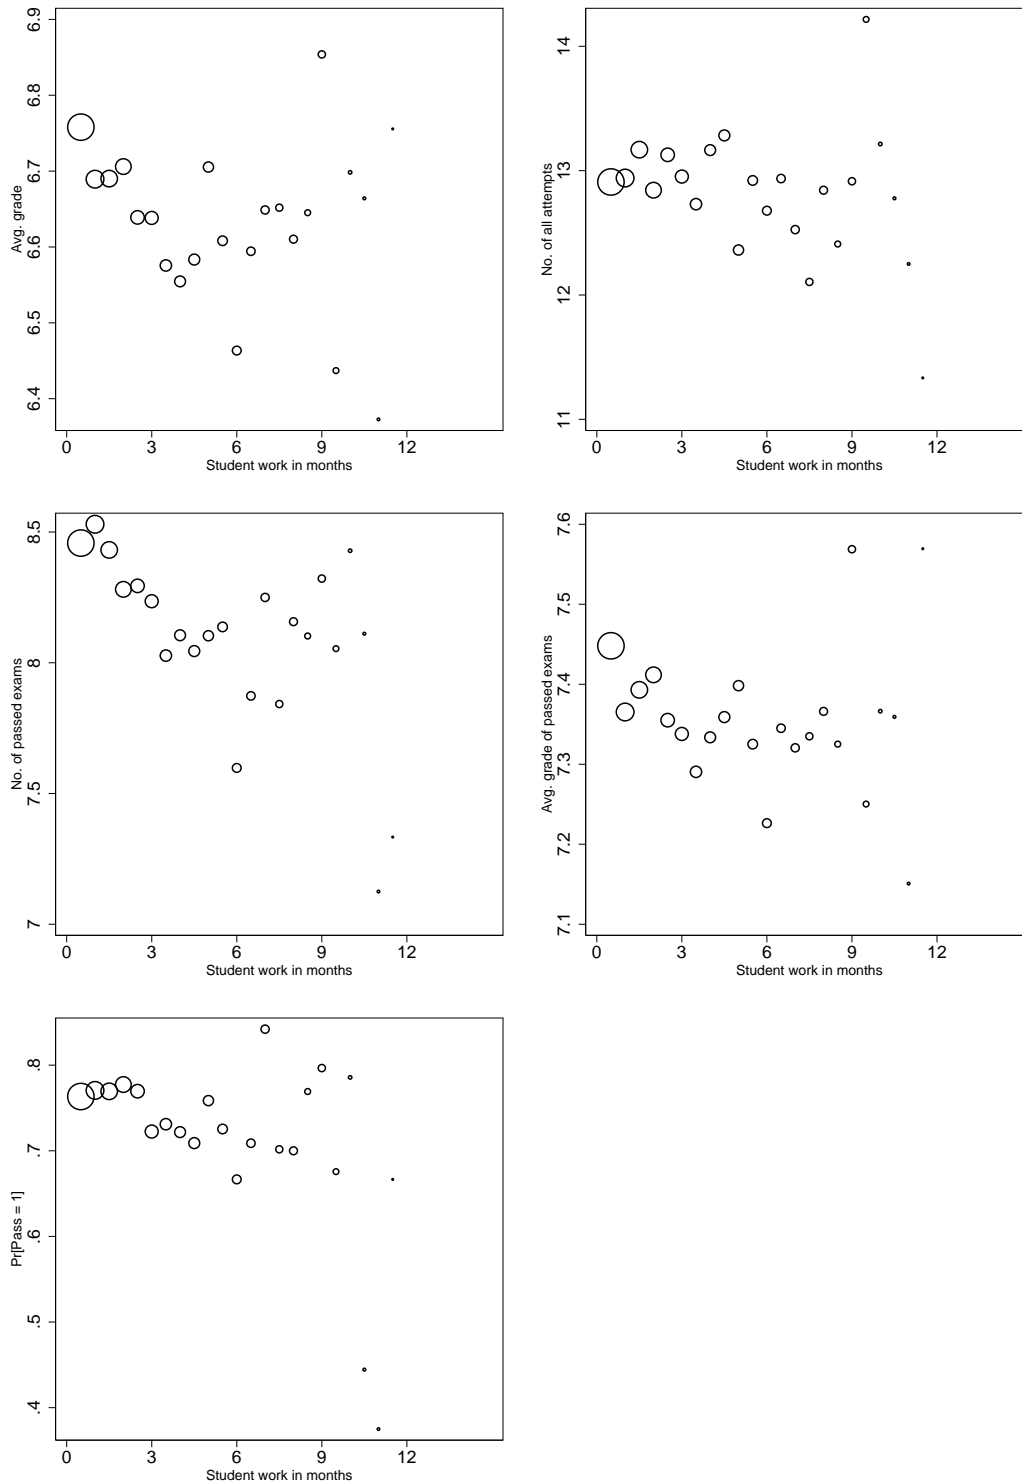 Avg. grade
6.4 6.5 6.6 6.7 6.8 6.9
0 3 6 9 12
Student work in months
No. of all attempts
11 12 13 14
0 3 6 9 12
Student work in months
No. of passed exams
7 7.5 8 8.5
0 3 6 9 12
Student work in months
Avg. grade of passed exams
7.1 7.2 7.3 7.4 7.5 7.6
0 3 6 9 12
Student work in months
Pr[Pass = 1]
.4 .5 .6 .7 .8
0 3 6 9 12
Student work in months